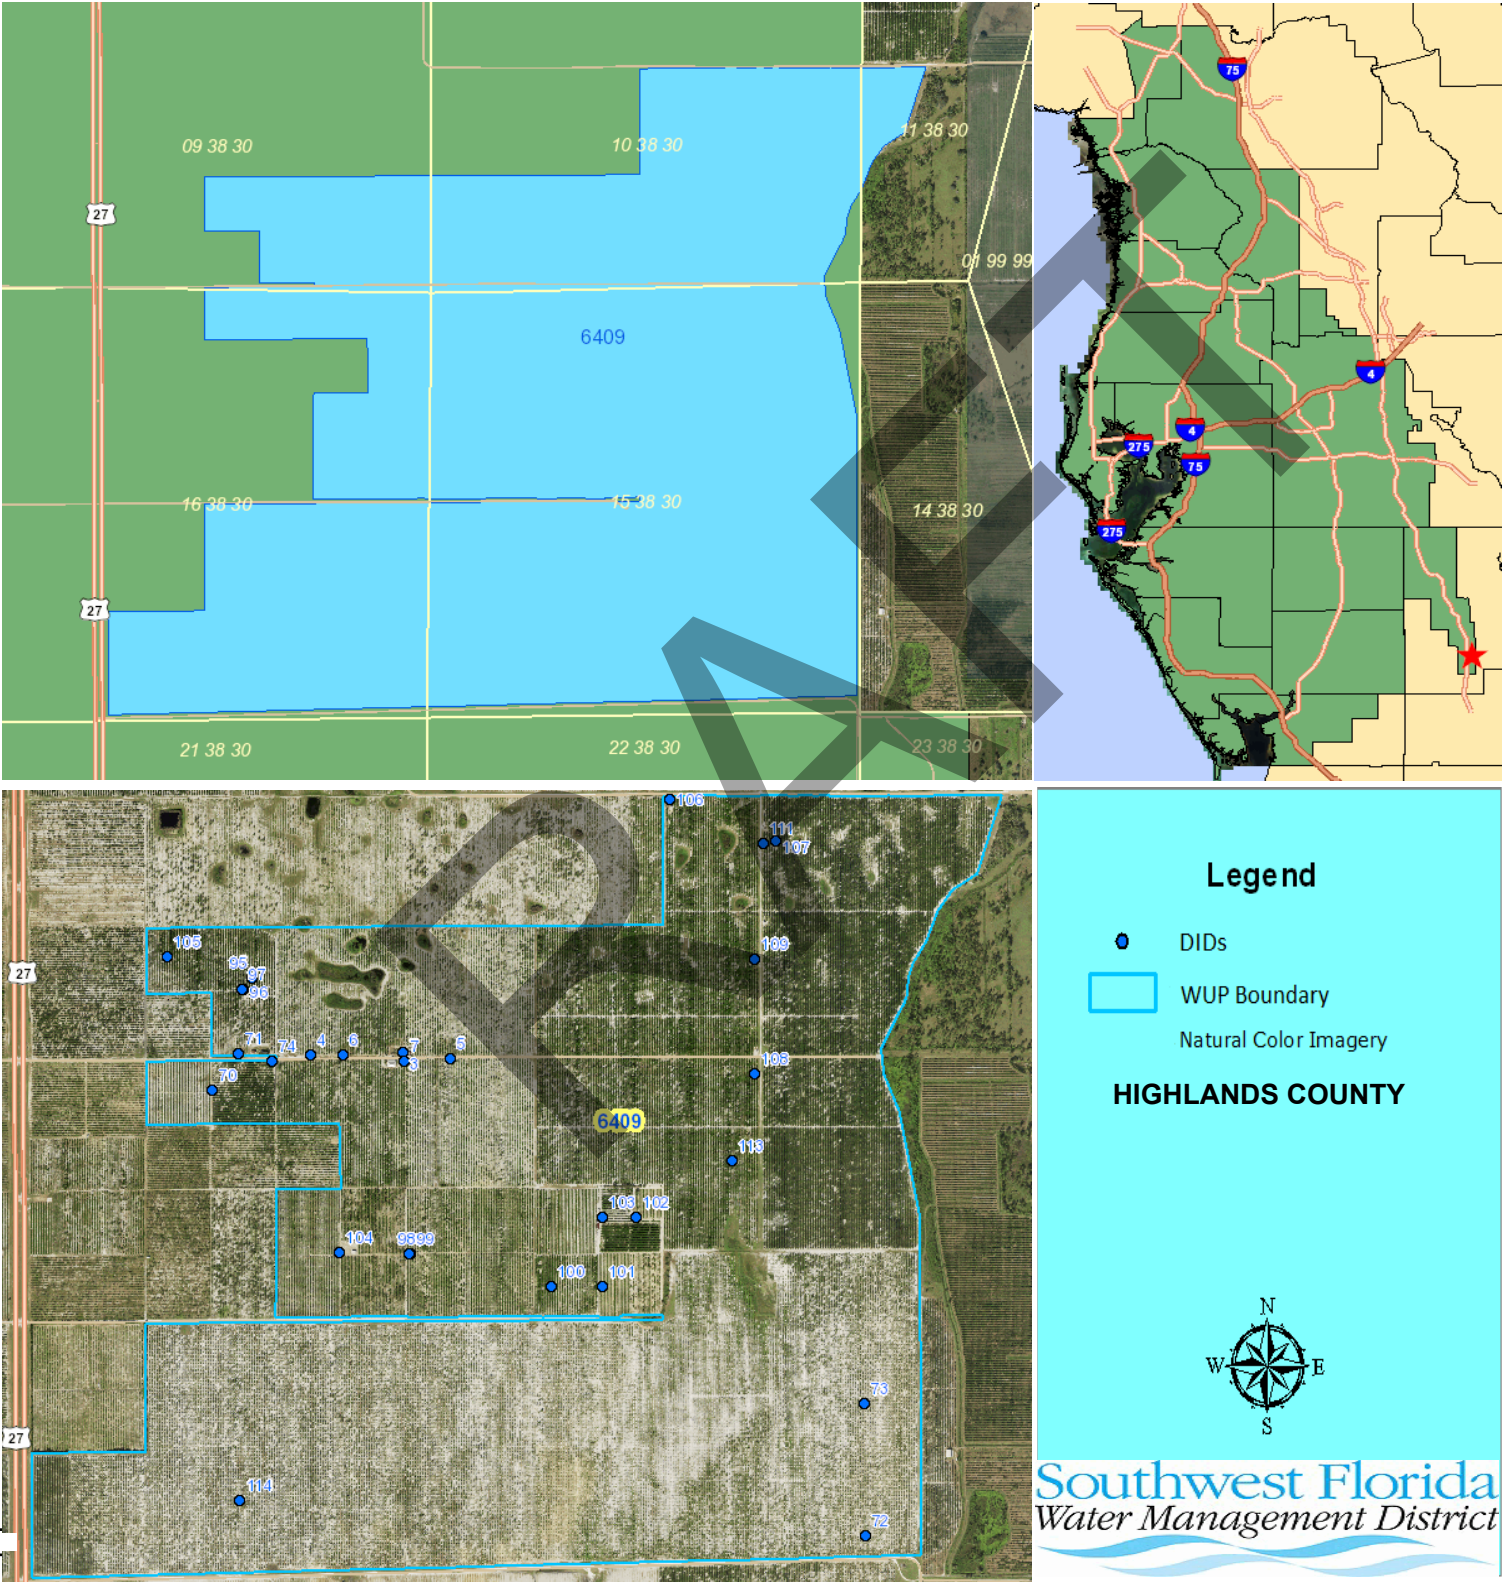 09 38 30
10 38 30
11 38 30
27
01 99 99
6409
16 38 30
15 38 30
14 38 30
27
21 38 30
22 38 30
23 38 30
75
4
4
275
75
275
DRAFT
106
111
107
105
109
95
97
96
27
71
74
4
6
7
3
5
108
70
6409
113
103
102
104
98 99
100
101
73
27
114
72
Legend
DIDs
WUP Boundary
Natural Color Imagery
HIGHLANDS COUNTY
N
W
E
S
Southwest Florida
Water Management District